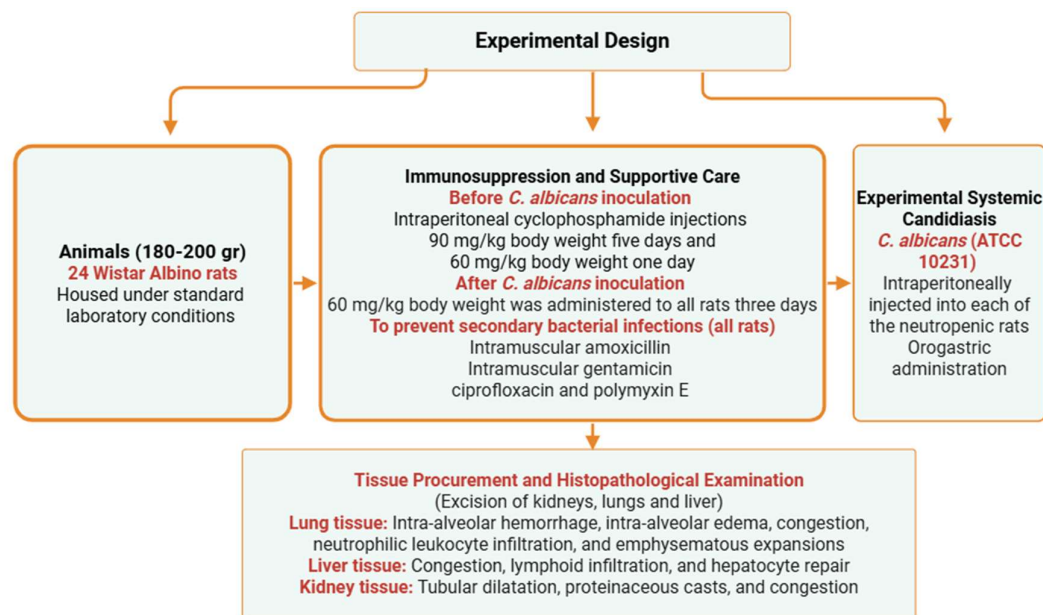 Experimental Design
Animals (180-200 gr)
24 Wistar Albino rats
Housed under standard
laboratory conditions
Immunosuppression and Supportive Care
Before C. albicans inoculation
Intraperitoneal cyclophosphamide injections
90 mg/kg body weight five days and
60 mg/kg body weight one day
After C. albicans inoculation
60 mg/kg body weight was administered to all rats three days
To prevent secondary bacterial infections (all rats)
Intramuscular amoxicillin
Intramuscular gentamicin
ciprofloxacin and polymyxin E
Experimental Systemic
Candidiasis
C. albicans (ATCC
10231)
Intraperitoneally
injected into each of
the neutropenic rats
Orogastric
administration
Tissue Procurement and Histopathological Examination
(Excision of kidneys, lungs and liver)
Lung tissue: Intra-alveolar hemorrhage, intra-alveolar edema, congestion,
neutrophilic leukocyte infiltration, and emphysematous expansions
Liver tissue: Congestion, lymphoid infiltration, and hepatocyte repair
Kidney tissue: Tubular dilatation, proteinaceous casts, and congestion